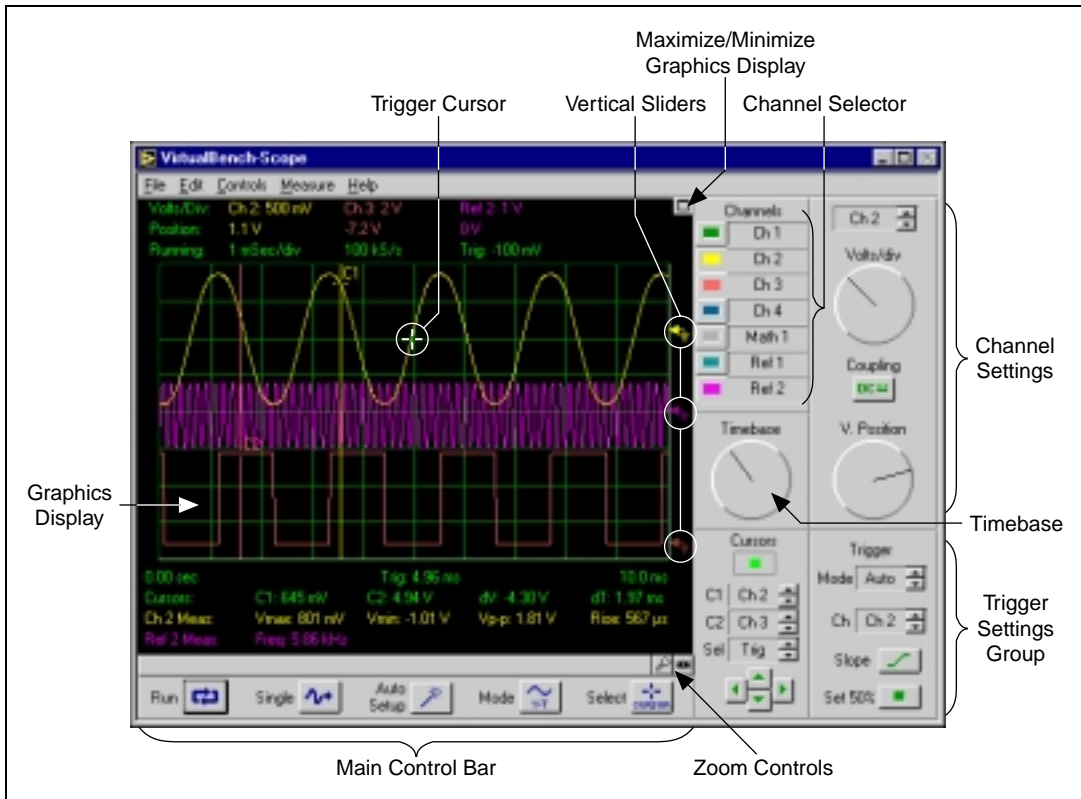 Maximize/Minimize
Graphics Display
Trigger Cursor
Vertical Sliders
Channel Selector
VirtualBench-Scope
File Edit Controls Measure Help
Volts/Div: Ch 2: 500 mV Ch 3: 2 V Ref 2: 1 V
Position: 1.1 V -7.2 V 0 V
Running: 1 mSec/div 100 kS/s Trig: -100 mV
C1
C2
Channels
Ch 1
Ch 2
Ch 3
Ch 4
Math 1
Ref 1
Ref 2
Ch 2
Volts/div
Coupling
DC
Timebase
V. Position
Channel
Settings
Graphics
Display
Timebase
0.00 sec Trig: 4.96 ms 10.0 ms
Cursors: C1: 645 mV C2: 4.94 V dV: -4.30 V dT: 1.97 ms
Ch 2 Meas: Vmax: 801 mV Vmin: -1.01 V Vp-p: 1.81 V Rise: 567 µs
Ref 2 Meas: Freq: 5.86 kHz
Cursors
C1 Ch 2
C2 Ch 3
Sel Trig
Trigger
Mode Auto
Ch Ch 2
Slope
Set 50%
Trigger
Settings
Group
Run
Single
Auto
Setup
Mode
Y-T
Select
CURSOR
Main Control Bar
Zoom Controls